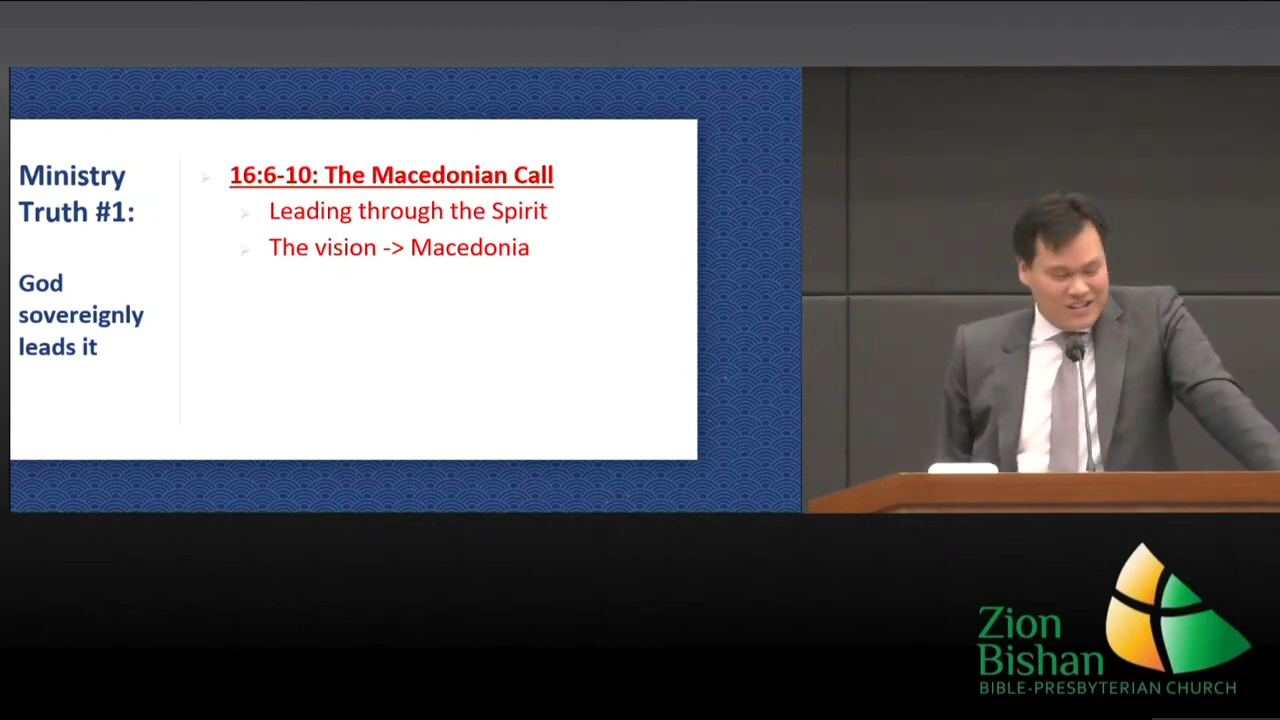 Ministry
Truth #1:
God
sovereignly
leads it
16:6-10: The Macedonian Call
Leading through the Spirit
The vision -> Macedonia
Zion
Bishan
BIBLE-PRESBYTERIAN CHURCH